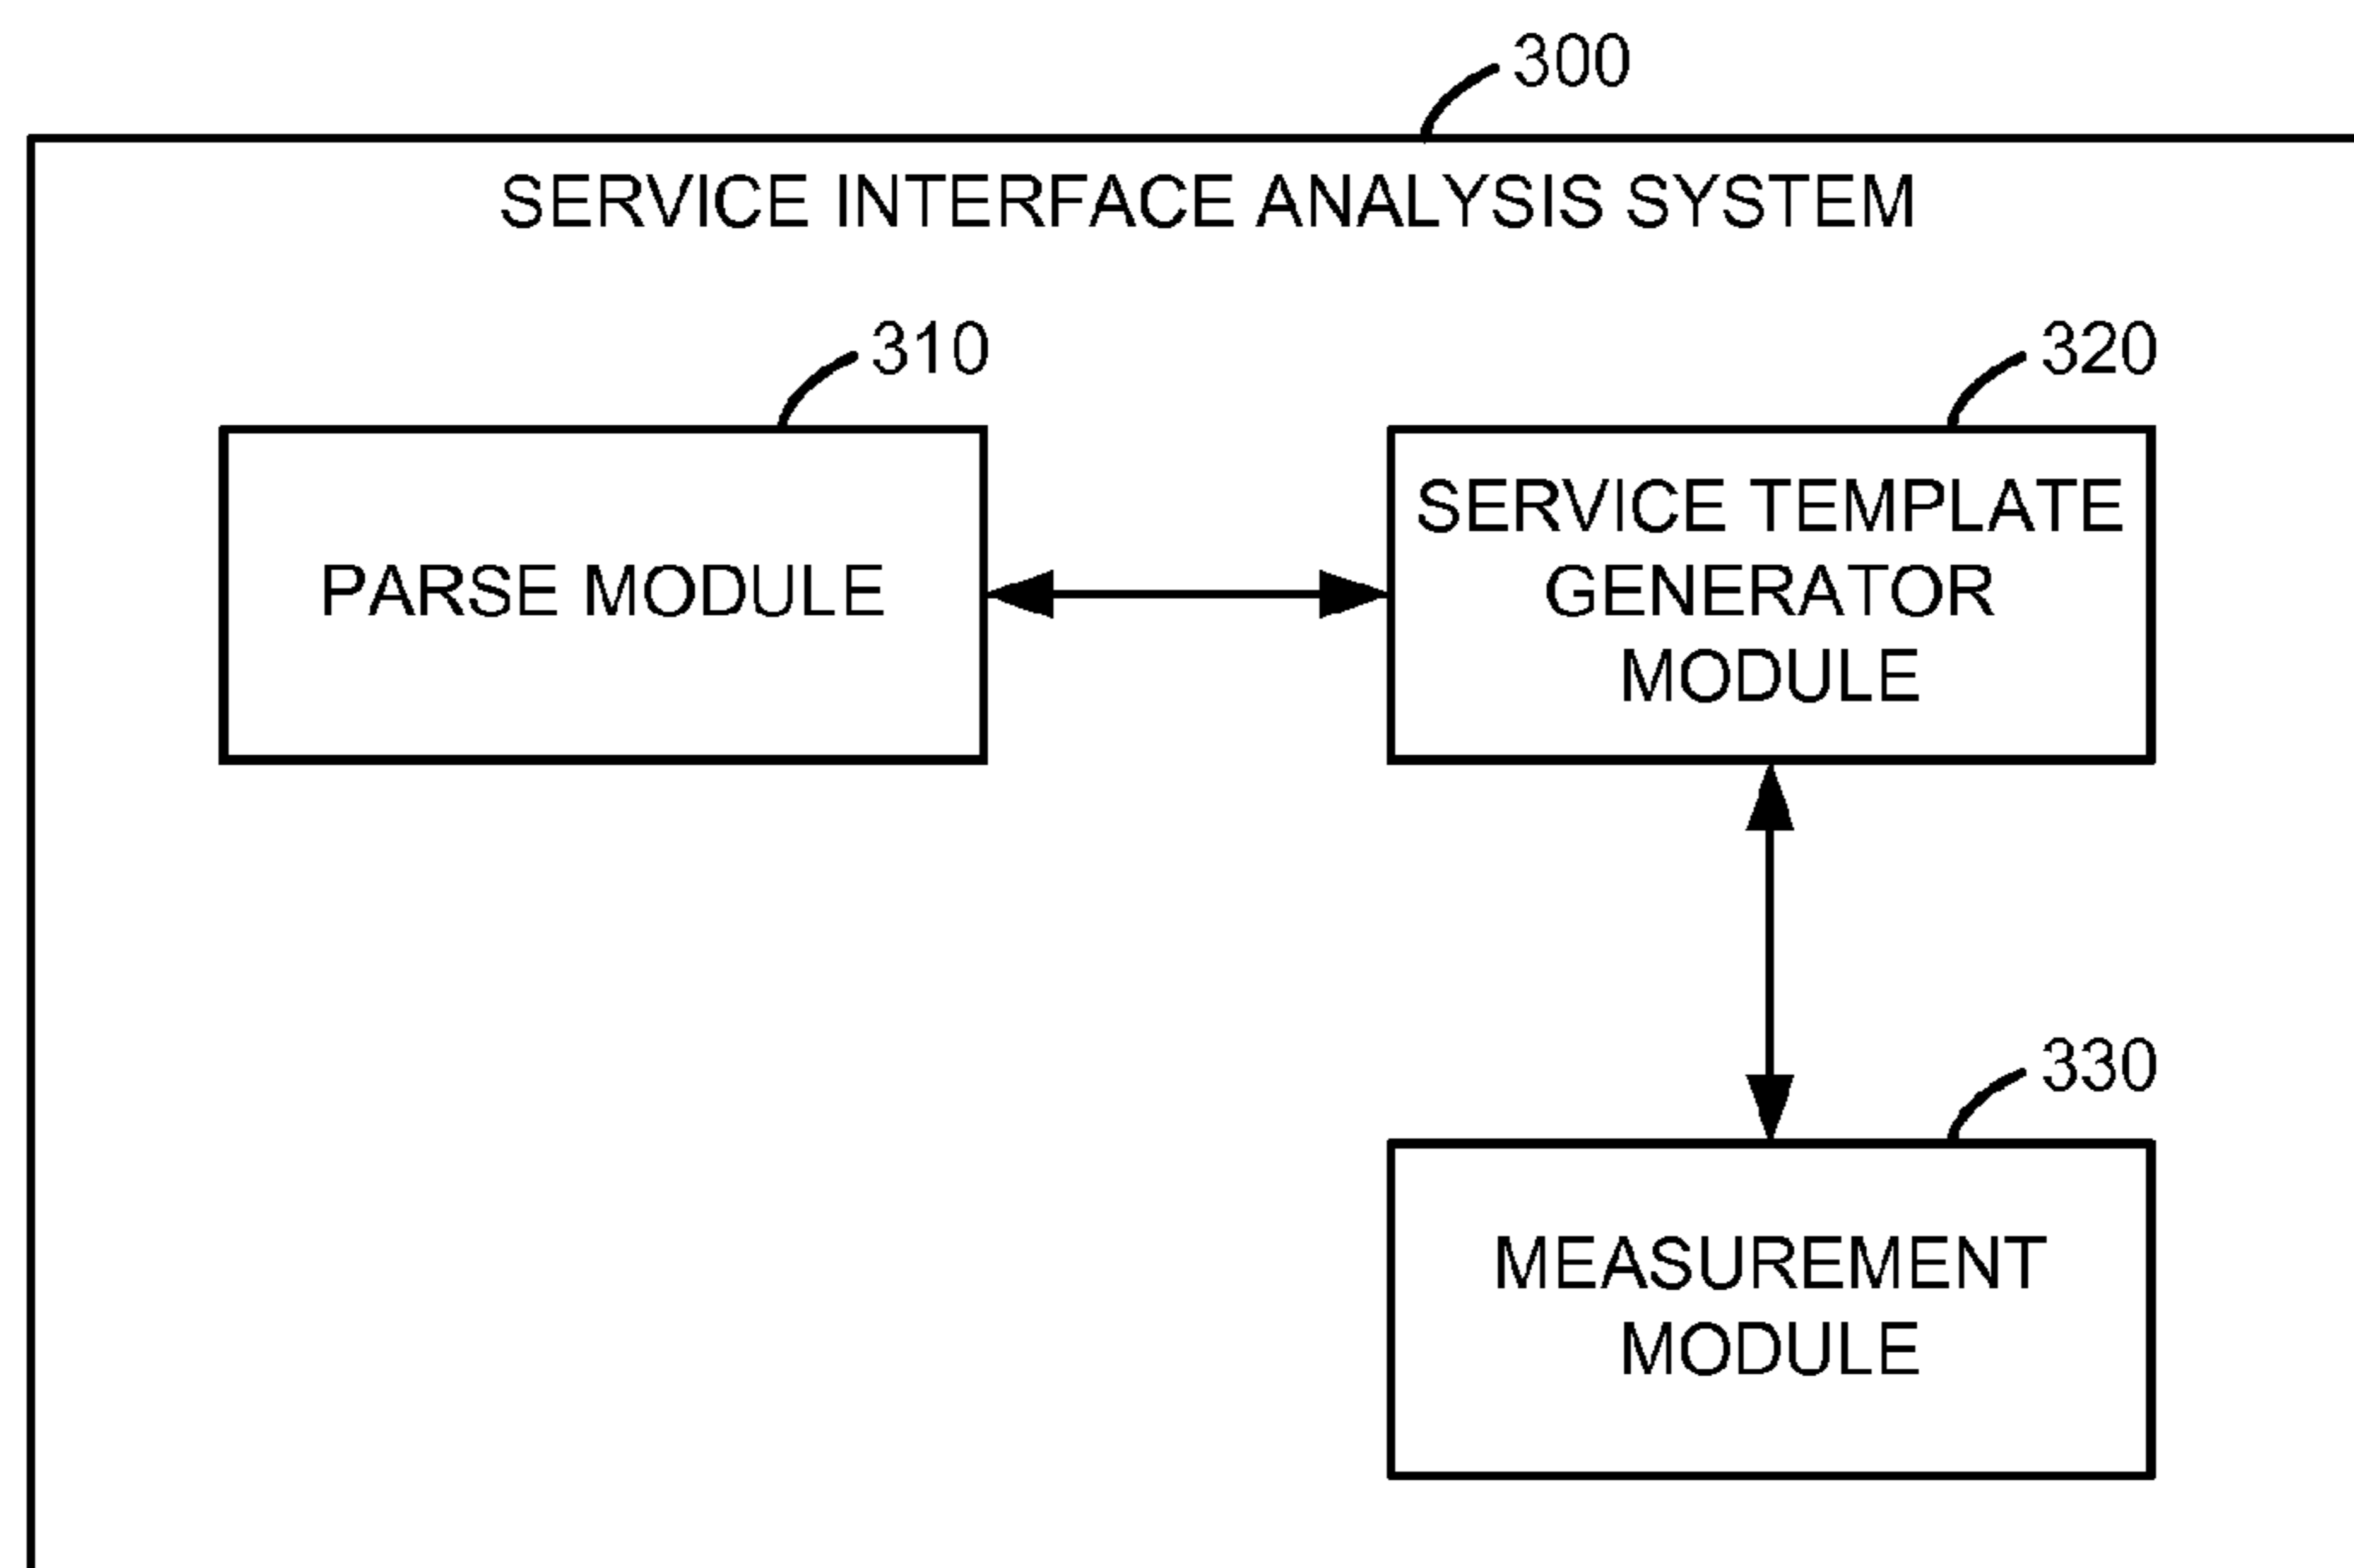 300
SERVICE INTERFACE ANALYSIS SYSTEM
310
320
PARSE MODULE
SERVICE TEMPLATE
GENERATOR
MODULE
330
MEASUREMENT
MODULE